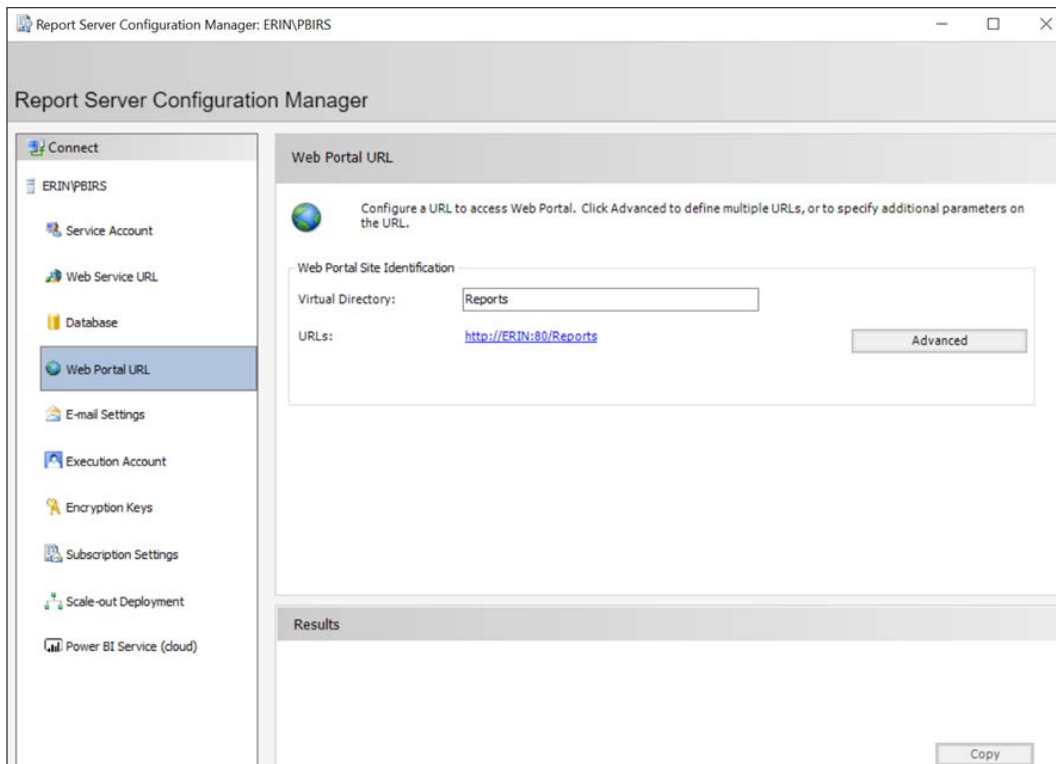 Report Server Configuration Manager: ERIN\PBIRS
Report Server Configuration Manager
Connect
ERIN\PBIRS
Service Account
Web Service URL
Database
Web Portal URL
E-mail Settings
Execution Account
Encryption Keys
Subscription Settings
Scale-out Deployment
Power BI Service (cloud)
Web Portal URL
Configure a URL to access Web Portal. Click Advanced to define multiple URLs, or to specify additional parameters on
the URL.
Web Portal Site Identification
Virtual Directory: Reports
URLs: http://ERIN:80/Reports
Advanced
Results
Copy